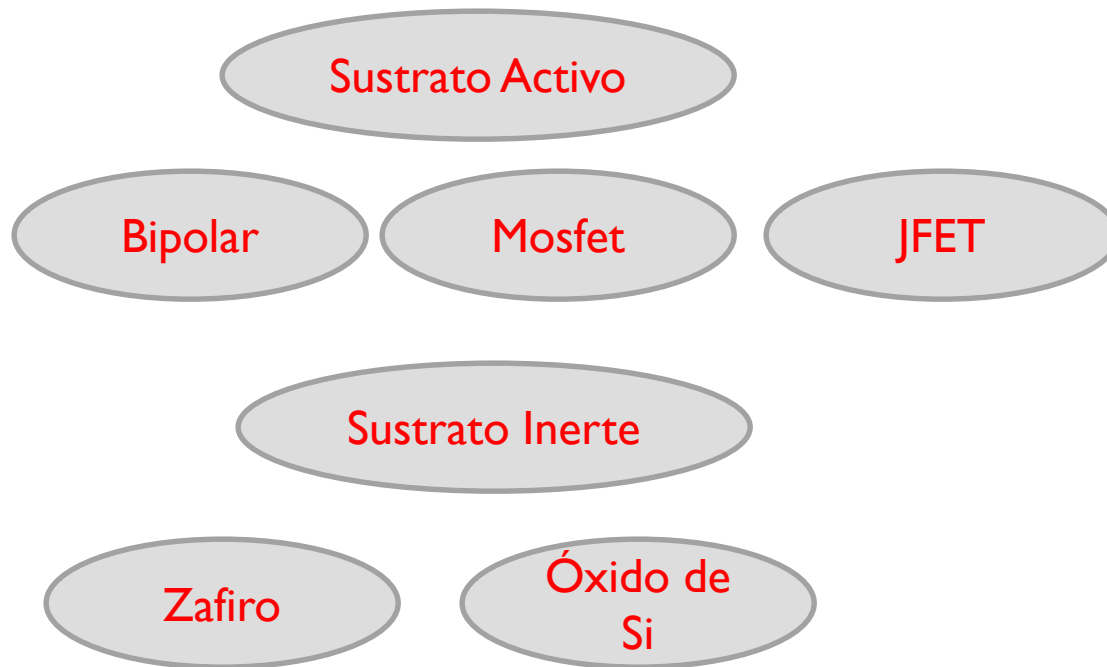 Sustrato Activo
Bipolar
Mosfet
JFET
Sustrato Inerte
Zafiro
Óxido de
Si